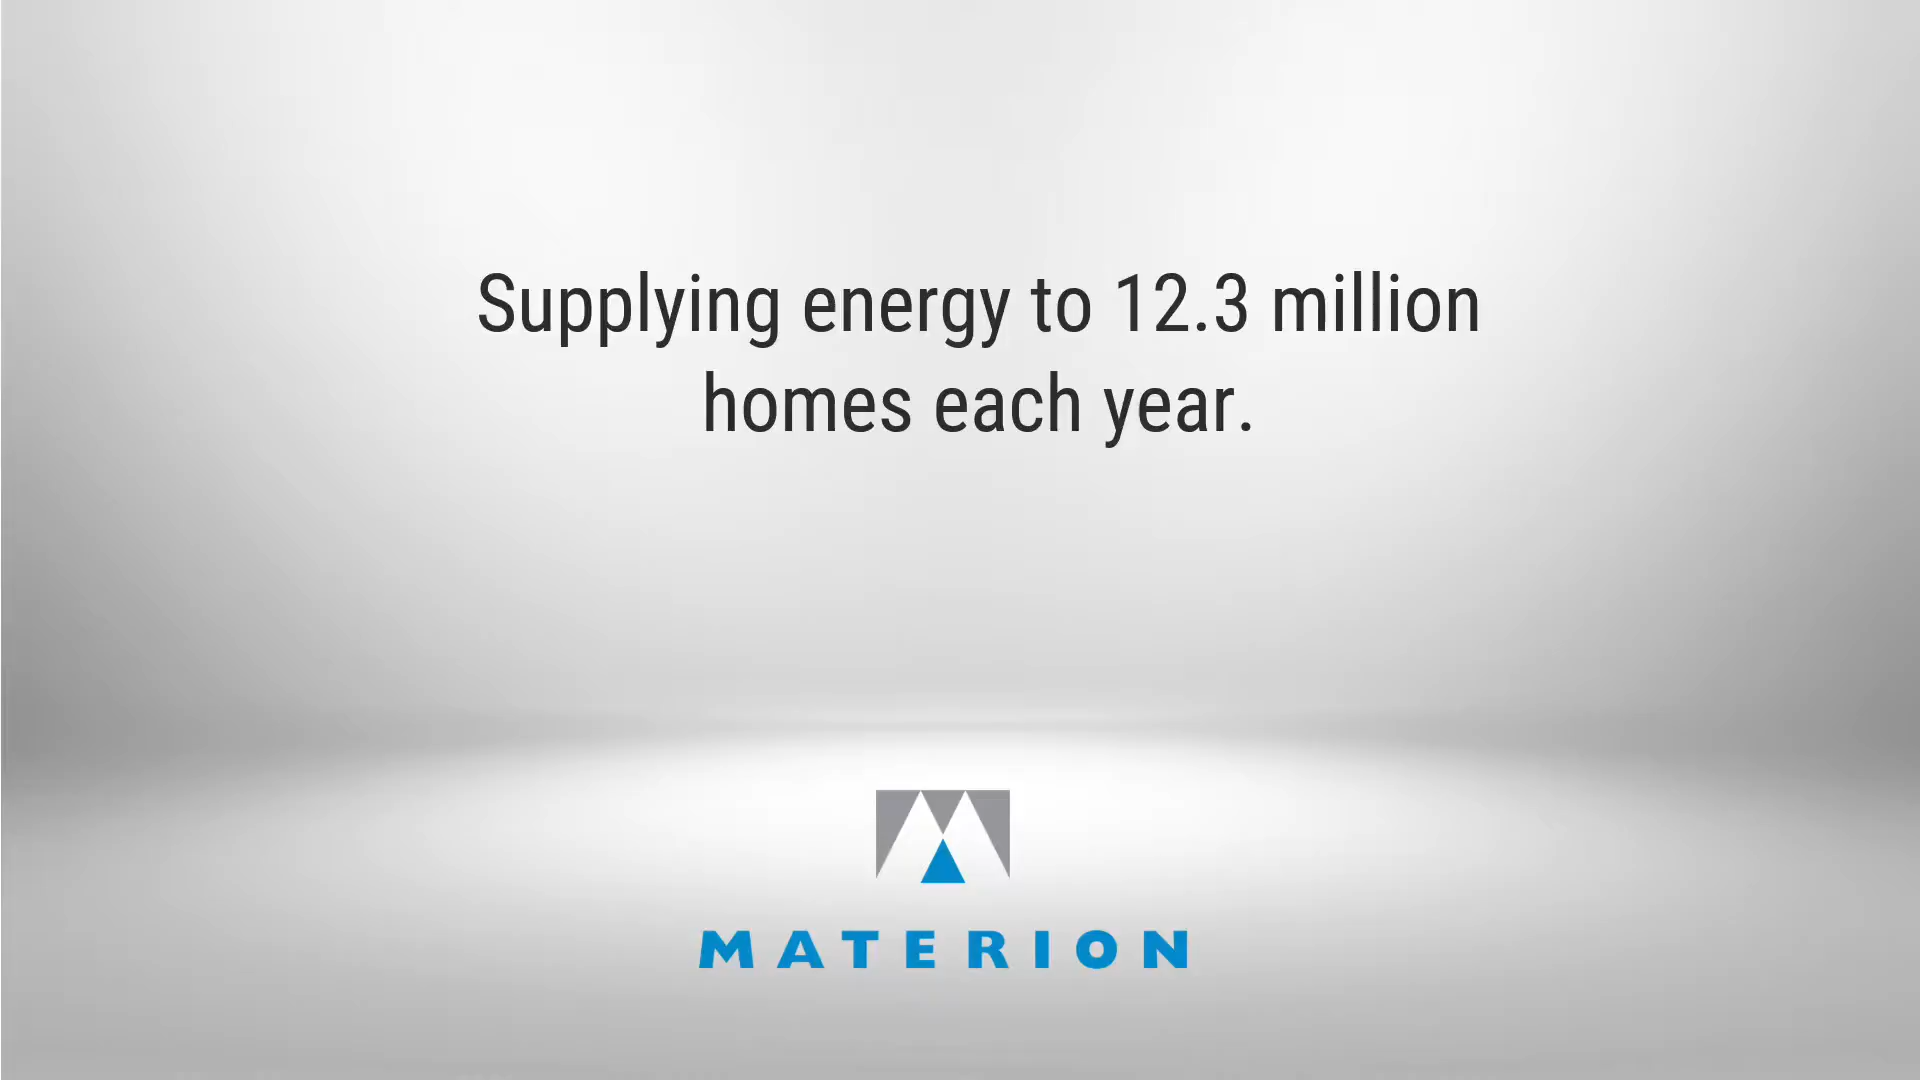 Supplying energy to 12.3 million
homes each year.
MATERION